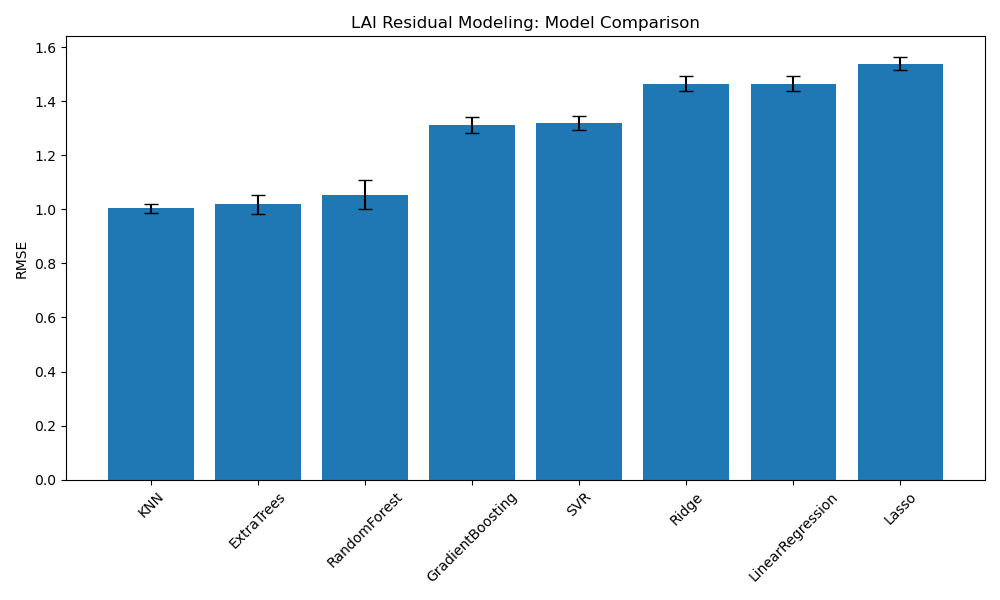 LAI Residual Modeling: Model Comparison
RMSE
1.6
1.4
1.2
1.0
0.8
0.6
0.4
0.2
0.0
KNN
ExtraTrees
RandomForest
GradientBoosting
SVR
Ridge
LinearRegression
Lasso